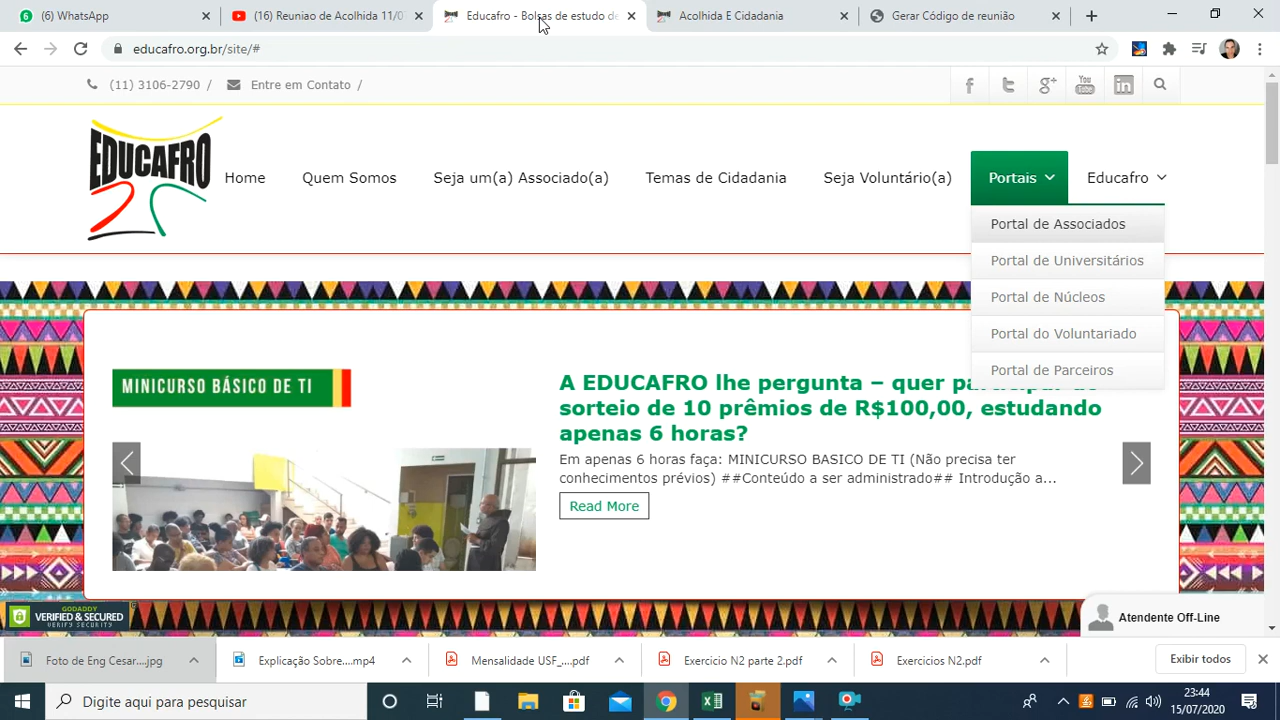 (6) WhatsApp
(16) Reuniao de Acolhida 11/07
Educafro - Bolsas de estudo de
Acolhida E Cidadania
Gerar Código de reunião
educafro.org.br/site/#
(11) 3106-2790 /
Entre em Contato /
EDUCAFRO
Home
Quem Somos
Seja um(a) Associado(a)
Temas de Cidadania
Seja Voluntário(a)
Portais
Educafro
Portal de Associados
Portal de Universitários
Portal de Núcleos
Portal do Voluntariado
Portal de Parceiros
MINICURSO BÁSICO DE TI
A EDUCAFRO lhe pergunta – quer
sorteio de 10 prêmios de R$100,00, estudando
apenas 6 horas?
Em apenas 6 horas faça: MINICURSO BASICO DE TI (Não precisa ter
conhecimentos prévios) ##Conteúdo a ser administrado## Introdução a...
Read More
GODADDY
VERIFIED & SECURED
VERIFY SECURITY
Atendente Off-Line
Foto de Eng Cesar....jpg
Explicação Sobre....mp4
Mensalidade USF_....pdf
Exercicio N2 parte 2.pdf
Exercicios N2.pdf
Exibir todos
Digite aqui para pesquisar
23:44
15/07/2020